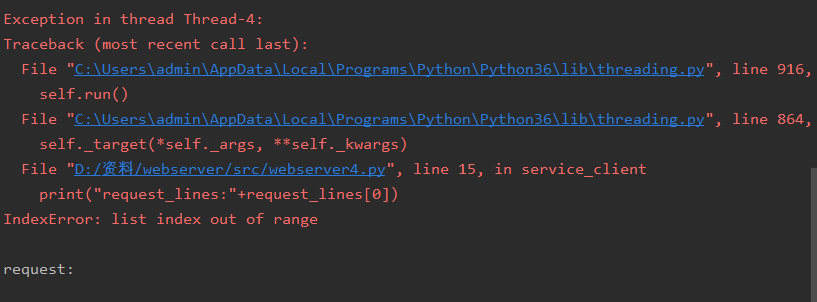 Exception in thread Thread-4:
Traceback (most recent call last):
  File "C:\Users\admin\AppData\Local\Programs\Python\Python36\lib\threading.py", line 916,
    self.run()
  File "C:\Users\admin\AppData\Local\Programs\Python\Python36\lib\threading.py", line 864,
    self._target(*self._args, **self._kwargs)
  File "D:/资料/webserver/src/webserver4.py", line 15, in service_client
    print("request_lines:"+request_lines[0])
IndexError: list index out of range
request: